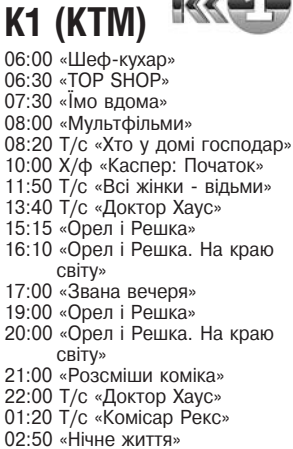 К1 (КТМ)
06:00 «Шеф-кухар»
06:30 «TOP SHOP»
07:30 «Їмо вдома»
08:00 «Мультфільми»
08:20 Т/с «Хто у домі господар»
10:00 Х/ф «Каспер: Початок»
11:50 Т/с «Всі жінки - відьми»
13:40 Т/с «Доктор Хаус»
15:15 «Орел і Решка»
16:10 «Орел і Решка. На краю
світу»
17:00 «Звана вечеря»
19:00 «Орел і Решка»
20:00 «Орел і Решка. На краю
світу»
21:00 «Розсміши коміка»
22:00 Т/с «Доктор Хаус»
01:20 Т/с «Комісар Рекс»
02:50 «Нічне життя»